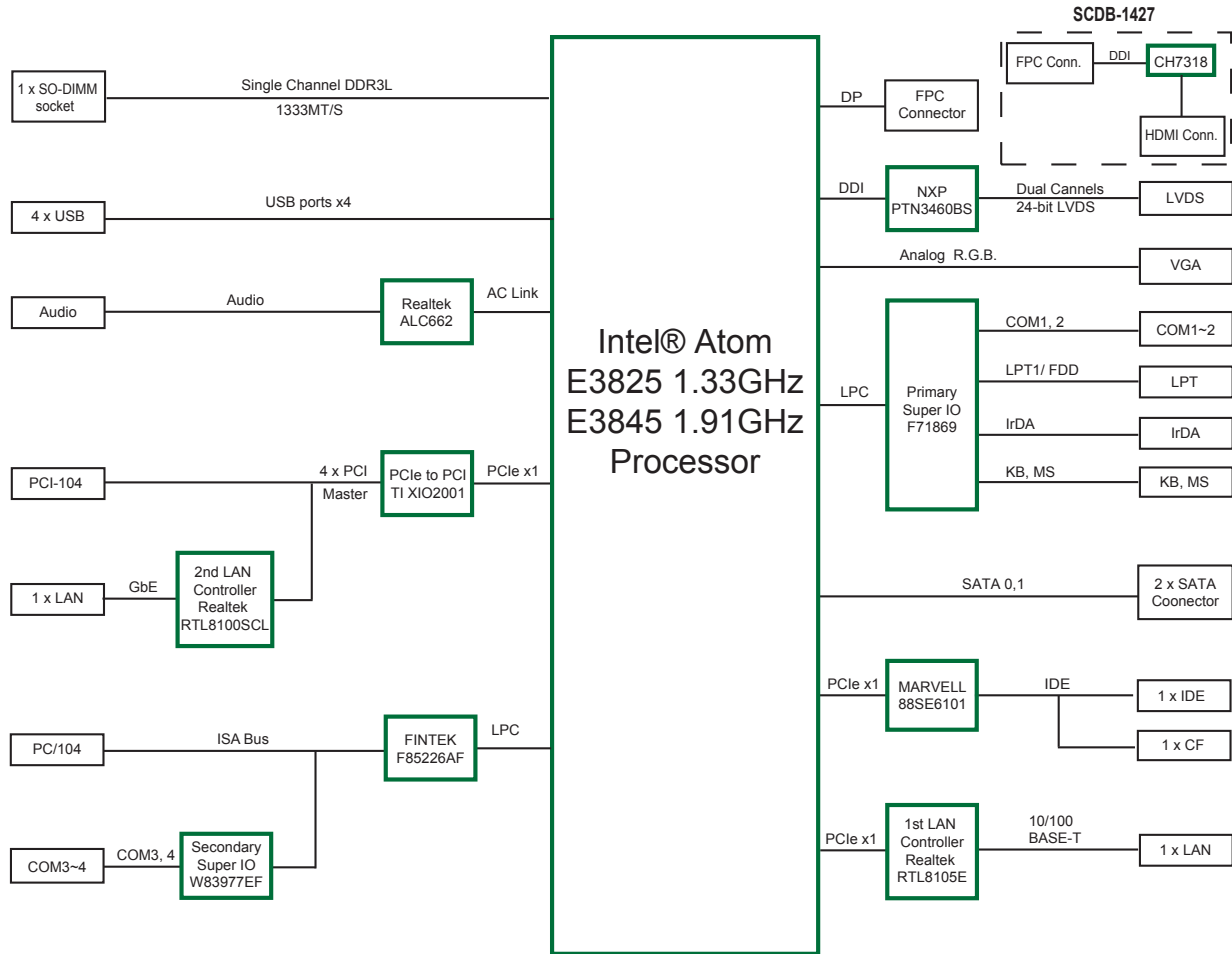 SCDB-1427
FPC Conn.
DDI
CH7318
HDMI Conn.
1 x SO-DIMM
socket
Single Channel DDR3L
1333MT/S
4 x USB
USB ports x4
Audio
Audio
Realtek
ALC662
AC Link
PCI-104
4 x PCI
Master
PCIe to PCI
TI XIO2001
PCIe x1
1 x LAN
GbE
2nd LAN
Controller
Realtek
RTL8100SCL
PC/104
ISA Bus
FINTEK
F85226AF
LPC
COM3~4
COM3, 4
Secondary
Super IO
W83977EF
Intel® Atom
E3825 1.33GHz
E3845 1.91GHz
Processor
DP
FPC
Connector
DDI
NXP
PTN3460BS
Dual Cannels
24-bit LVDS
LVDS
Analog R.G.B.
VGA
LPC
Primary
Super IO
F71869
COM1, 2
COM1~2
LPT1/ FDD
LPT
IrDA
IrDA
KB, MS
KB, MS
SATA 0,1
2 x SATA
Coonector
PCIe x1
MARVELL
88SE6101
IDE
1 x IDE
1 x CF
PCIe x1
1st LAN
Controller
Realtek
RTL8105E
10/100
BASE-T
1 x LAN